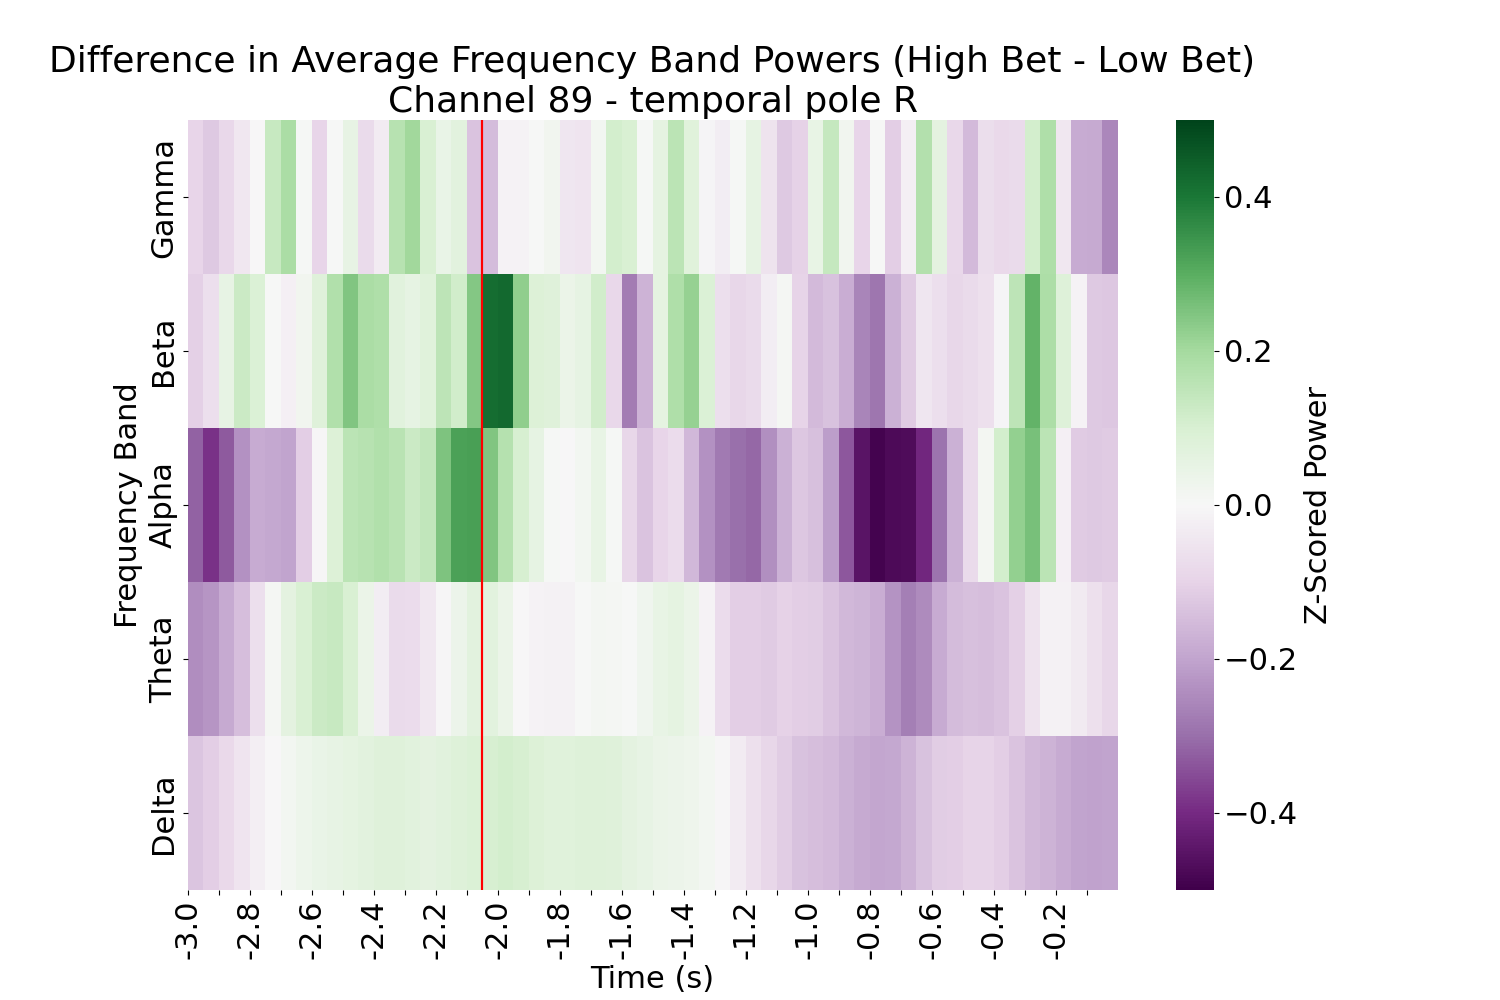 Difference in Average Frequency Band Powers (High Bet - Low Bet)
Channel 89 - temporal pole R
Frequency Band
Gamma
Beta
Alpha
Theta
Delta
-3.0
-2.8
-2.6
-2.4
-2.2
-2.0
-1.8
-1.6
-1.4
-1.2
-1.0
-0.8
-0.6
-0.4
-0.2
Time (s)
0.4
0.2
0.0
−0.2
−0.4
Z-Scored Power